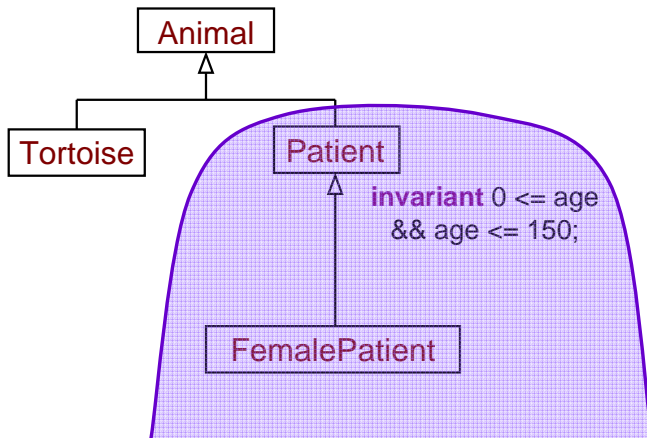 Animal
Tortoise
Patient
invariant 0 <= age
&& age <= 150;
FemalePatient